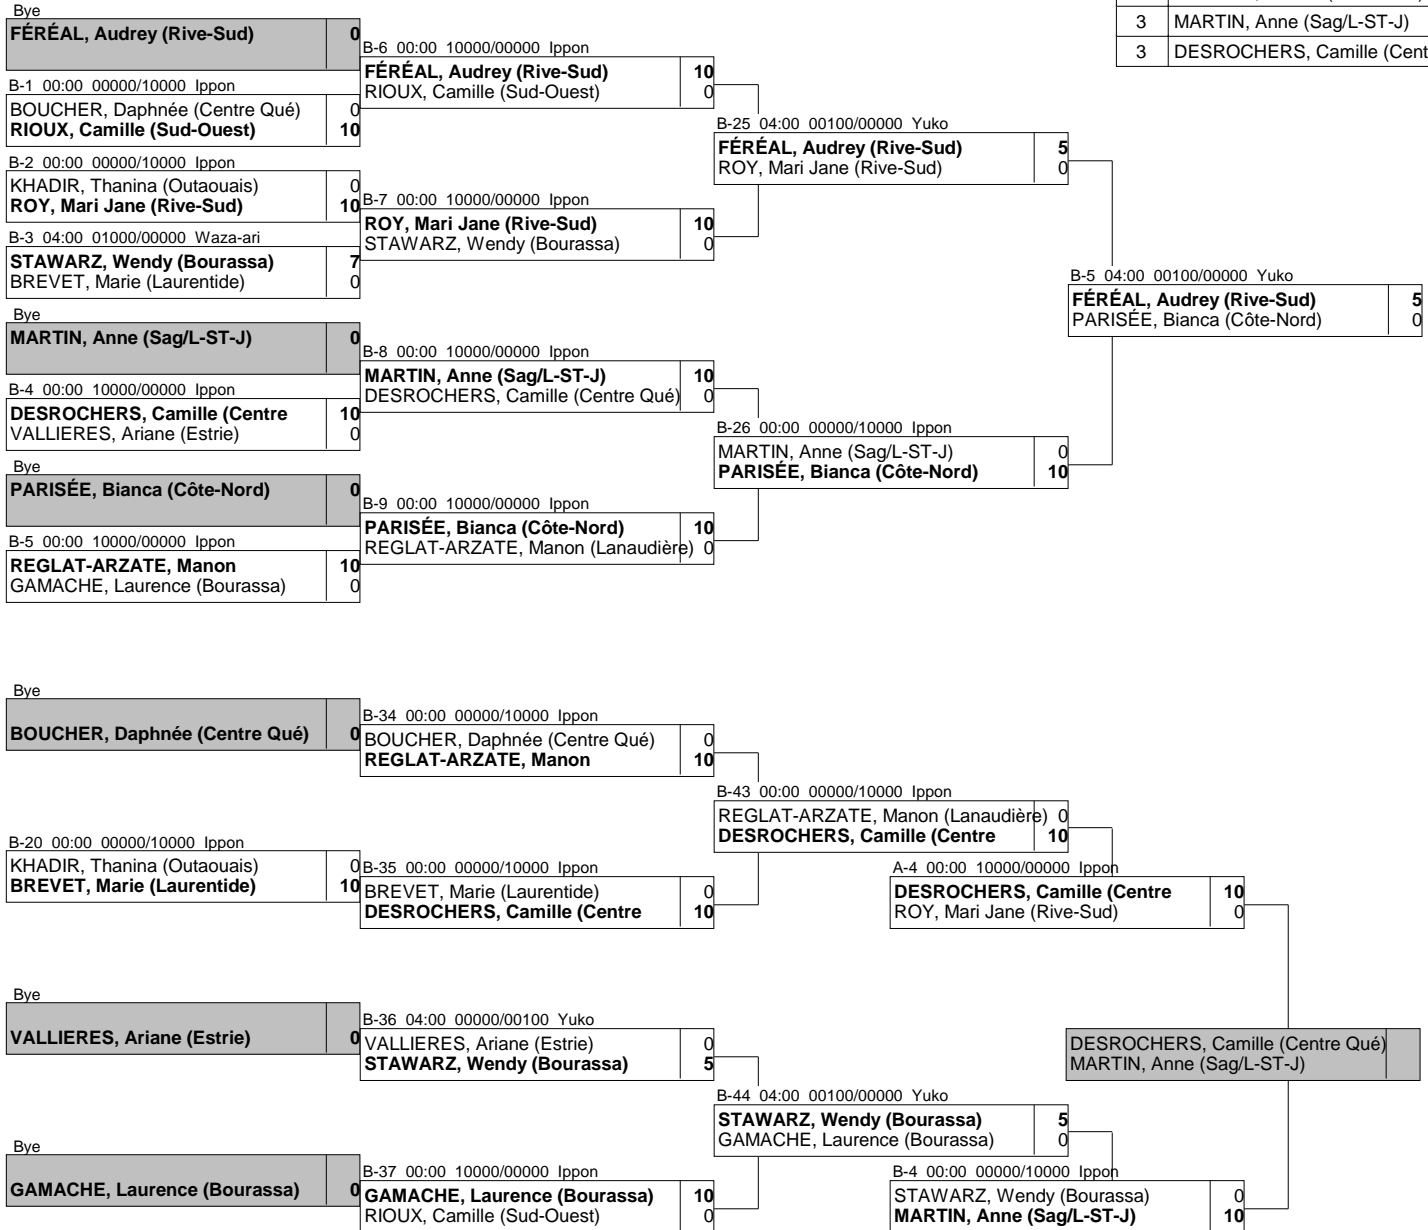 3 MARTIN, Anne (Sag/L-ST-J)
3 DESROCHERS, Camille (Cent
Bye
FÉRÉAL, Audrey (Rive-Sud) 0
B-1 00:00 00000/10000 Ippon
BOUCHER, Daphnée (Centre Qué) 0
RIOUX, Camille (Sud-Ouest) 10
B-2 00:00 00000/10000 Ippon
KHADIR, Thanina (Outaouais) 0
ROY, Mari Jane (Rive-Sud) 10
B-3 04:00 01000/00000 Waza-ari
STAWARZ, Wendy (Bourassa) 7
BREVET, Marie (Laurentide) 0
Bye
MARTIN, Anne (Sag/L-ST-J) 0
B-4 00:00 10000/00000 Ippon
DESROCHERS, Camille (Centre 10
VALLIERES, Ariane (Estrie) 0
Bye
PARISÉE, Bianca (Côte-Nord) 0
B-5 00:00 10000/00000 Ippon
REGLAT-ARZATE, Manon 10
GAMACHE, Laurence (Bourassa) 0
B-6 00:00 10000/00000 Ippon
FÉRÉAL, Audrey (Rive-Sud) 10
RIOUX, Camille (Sud-Ouest) 0
B-7 00:00 10000/00000 Ippon
ROY, Mari Jane (Rive-Sud) 10
STAWARZ, Wendy (Bourassa) 0
B-8 00:00 10000/00000 Ippon
MARTIN, Anne (Sag/L-ST-J) 10
DESROCHERS, Camille (Centre Qué) 0
B-9 00:00 10000/00000 Ippon
PARISÉE, Bianca (Côte-Nord) 10
REGLAT-ARZATE, Manon (Lanaudière) 0
B-25 04:00 00100/00000 Yuko
FÉRÉAL, Audrey (Rive-Sud) 5
ROY, Mari Jane (Rive-Sud) 0
B-26 00:00 00000/10000 Ippon
MARTIN, Anne (Sag/L-ST-J) 0
PARISÉE, Bianca (Côte-Nord) 10
B-5 04:00 00100/00000 Yuko
FÉRÉAL, Audrey (Rive-Sud) 5
PARISÉE, Bianca (Côte-Nord) 0
Bye
BOUCHER, Daphnée (Centre Qué) 0
B-20 00:00 00000/10000 Ippon
KHADIR, Thanina (Outaouais) 0
BREVET, Marie (Laurentide) 10
Bye
VALLIERES, Ariane (Estrie) 0
Bye
GAMACHE, Laurence (Bourassa) 0
B-34 00:00 00000/10000 Ippon
BOUCHER, Daphnée (Centre Qué) 0
REGLAT-ARZATE, Manon 10
B-35 00:00 00000/10000 Ippon
BREVET, Marie (Laurentide) 0
DESROCHERS, Camille (Centre 10
B-36 04:00 00000/00100 Yuko
VALLIERES, Ariane (Estrie) 0
STAWARZ, Wendy (Bourassa) 5
B-37 00:00 10000/00000 Ippon
GAMACHE, Laurence (Bourassa) 10
RIOUX, Camille (Sud-Ouest) 0
B-43 00:00 00000/10000 Ippon
REGLAT-ARZATE, Manon (Lanaudière) 0
DESROCHERS, Camille (Centre 10
B-44 04:00 00100/00000 Yuko
STAWARZ, Wendy (Bourassa) 5
GAMACHE, Laurence (Bourassa) 0
A-4 00:00 10000/00000 Ippon
DESROCHERS, Camille (Centre 10
ROY, Mari Jane (Rive-Sud) 0
B-4 00:00 00000/10000 Ippon
STAWARZ, Wendy (Bourassa) 0
MARTIN, Anne (Sag/L-ST-J) 10
DESROCHERS, Camille (Centre Qué)
MARTIN, Anne (Sag/L-ST-J)